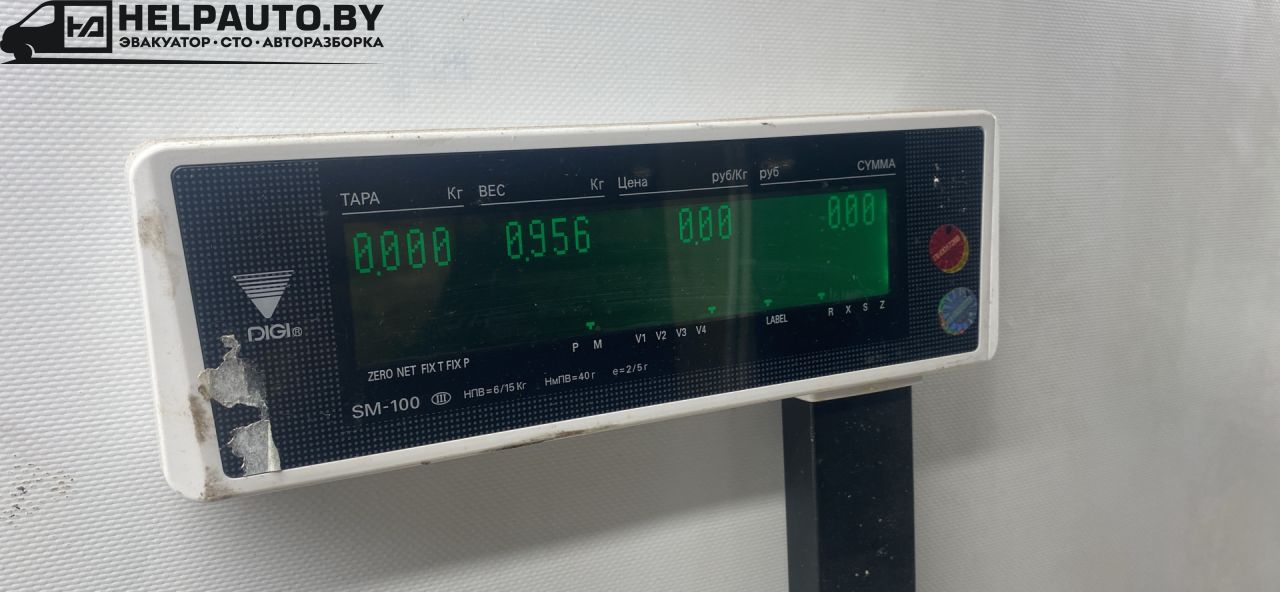 HELPAUTO.BY
ЭВАКУАТОР • СТО • АВТОРАЗБОРКА
ТАРА Кг ВЕС Кг Цена руб/Кг руб СУММА
0.000 0.956 0.00 0.00
DIGI®
P M V1 V2 V3 V4 LABEL R X S Z
ZERO NET FIX T FIX P
SM-100 III НПВ=6/15 Кг НмПВ=40 г e=2/5 г